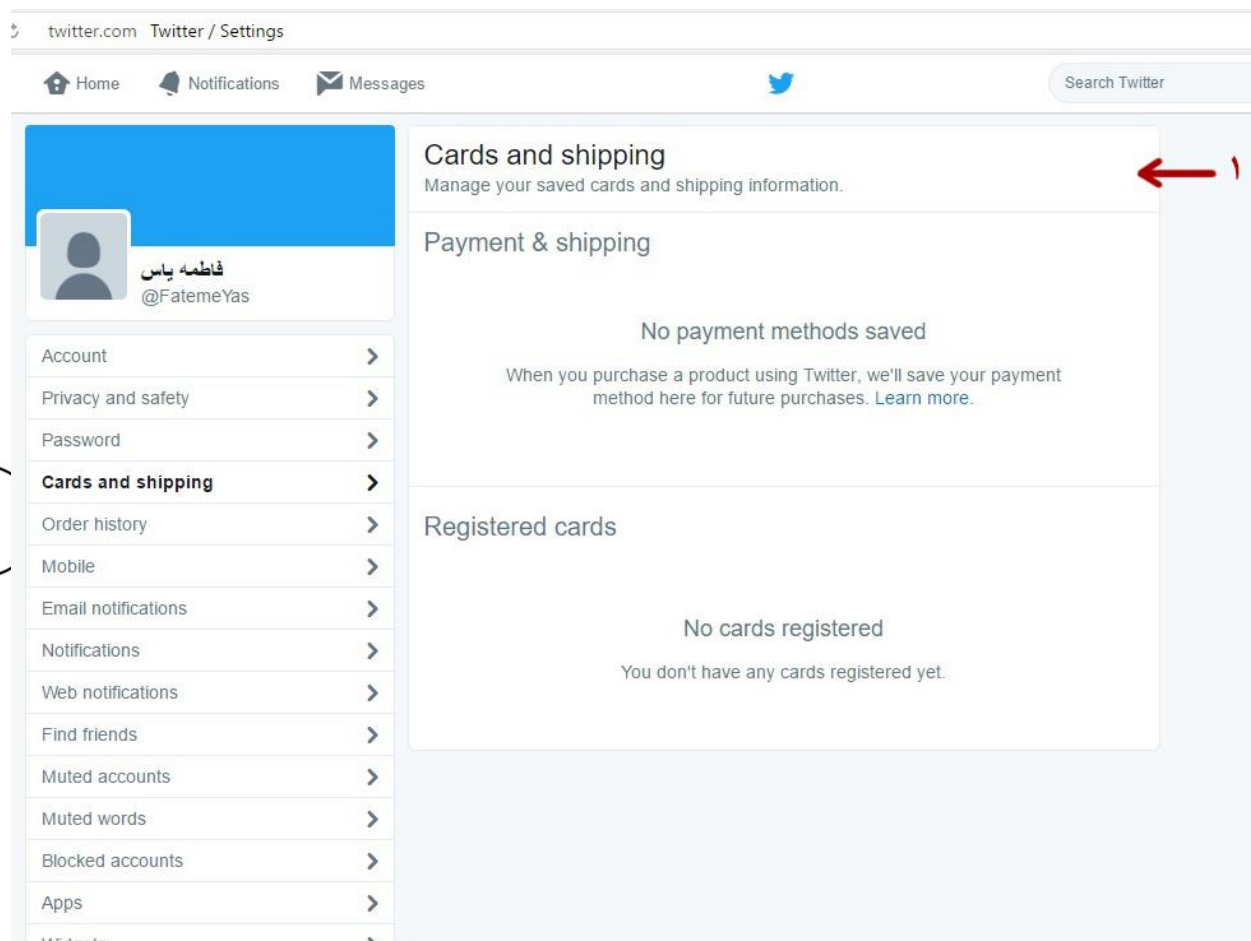 twitter.com Twitter / Settings
Home Notifications Messages Search Twitter
فاطمه یاس
@FatemeYas
Account
Privacy and safety
Password
Cards and shipping
Order history
Mobile
Email notifications
Notifications
Web notifications
Find friends
Muted accounts
Muted words
Blocked accounts
Apps
Cards and shipping
Manage your saved cards and shipping information.
۱
Payment & shipping
No payment methods saved
When you purchase a product using Twitter, we'll save your payment
method here for future purchases. Learn more.
Registered cards
No cards registered
You don't have any cards registered yet.